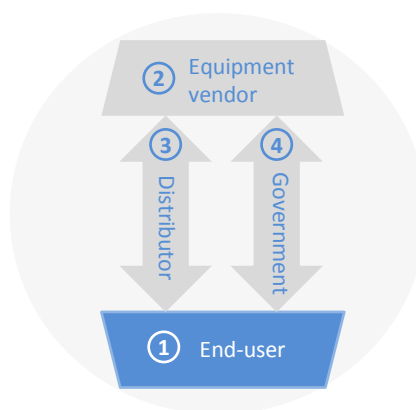 2 Equipment
vendor
3
Distributor
4
Government
1 End-user